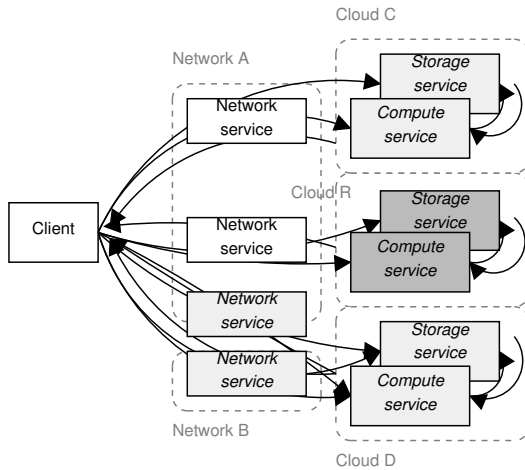 Cloud C
Network A
Storage
service
Network
service
Compute
service
Cloud R
Storage
service
Client
Network
service
Compute
service
Network
service
Storage
service
Network
service
Compute
service
Network B
Cloud D